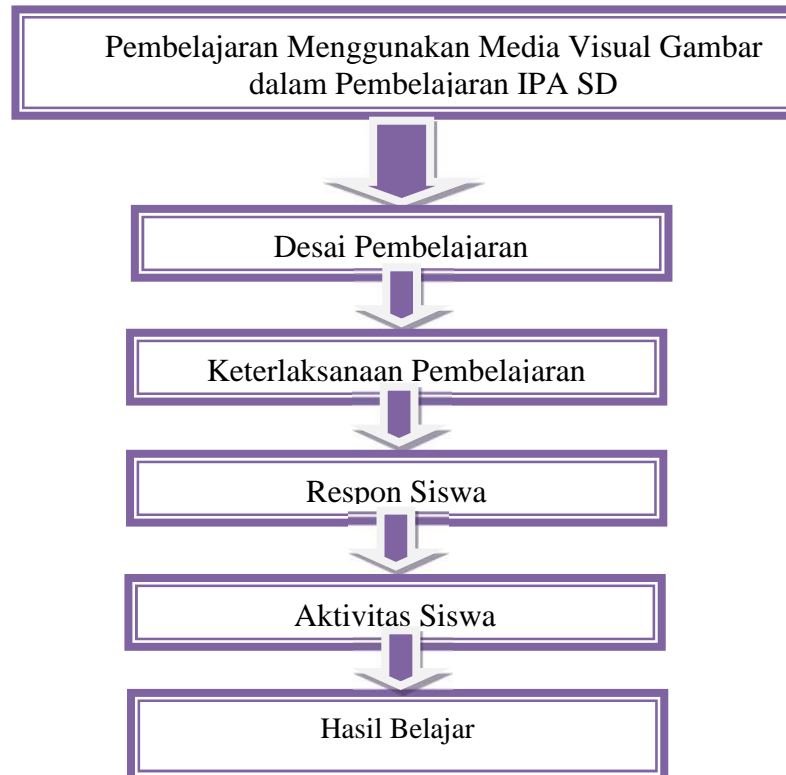 Pembelajaran Menggunakan Media Visual Gambar
dalam Pembelajaran IPA SD
Desai Pembelajaran
Keterlaksanaan Pembelajaran
Respon Siswa
Aktivitas Siswa
Hasil Belajar